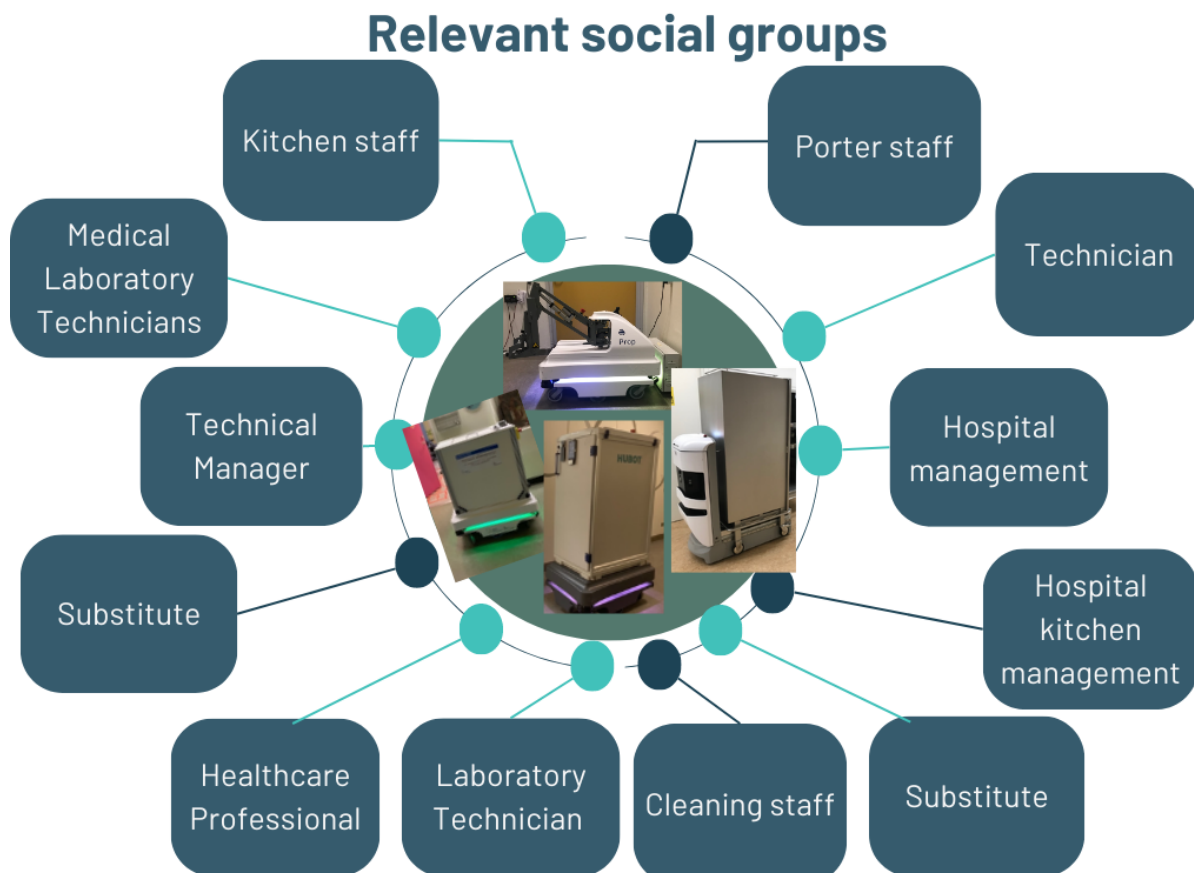 Relevant social groups
Kitchen staff
Porter staff
Medical
Laboratory
Technicians
Technician
Technical
Manager
Hospital
management
Substitute
Hospital
kitchen
management
Healthcare
Professional
Laboratory
Technician
Cleaning staff
Substitute
HUBOT